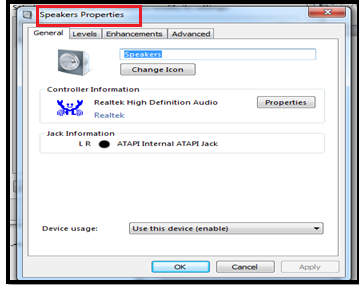 Speakers Properties
General Levels Enhancements Advanced
Speakers
Change Icon
Controller Information
Realtek High Definition Audio Properties
Realtek
Jack Information
L R ATAPI Internal ATAPI Jack
Device usage: Use this device (enable)
OK Cancel Apply